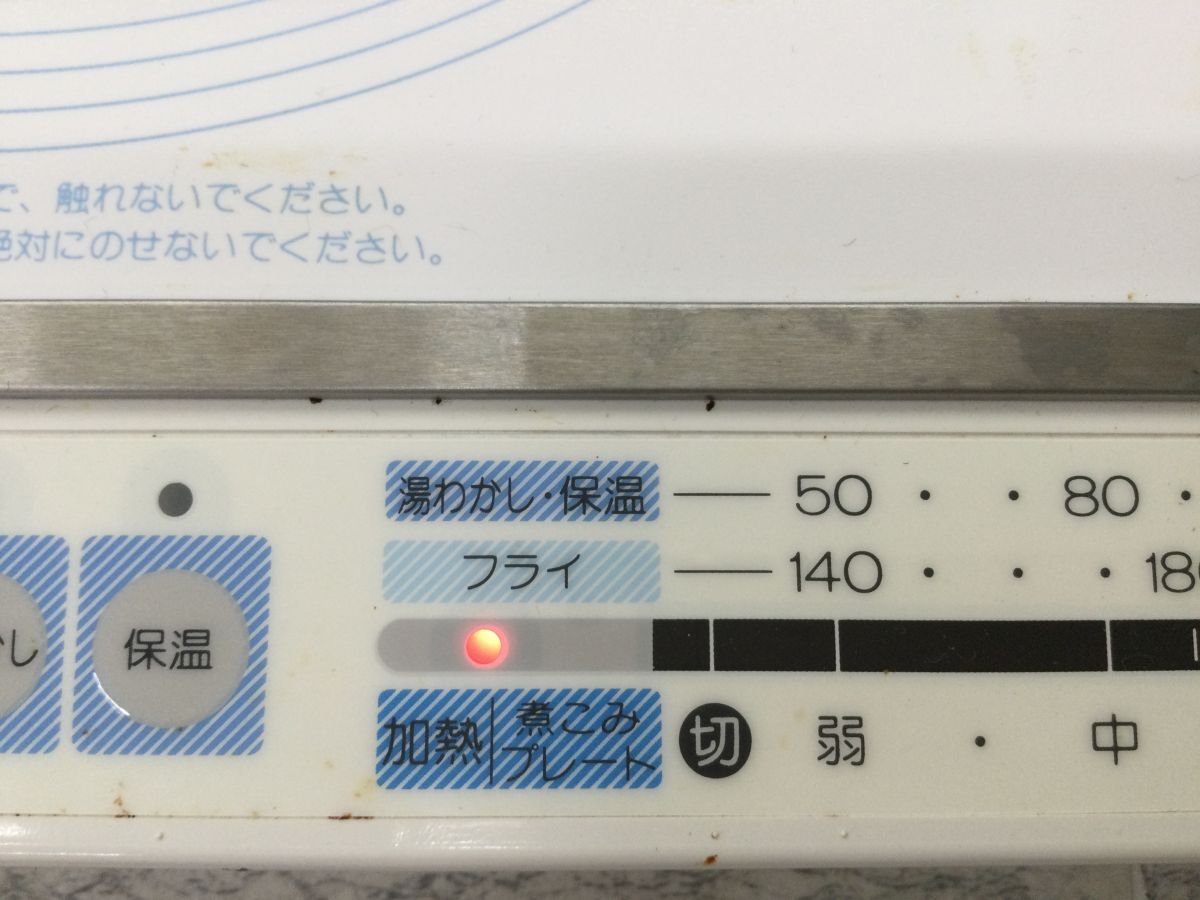 で、触れないでください。
絶対にのせないでください。
湯わかし・保温 50 ・ ・ 80 ・
フライ 140 ・ ・ ・ 180
し
保温
加熱 煮こみ
プレート
切 弱 ・ 中